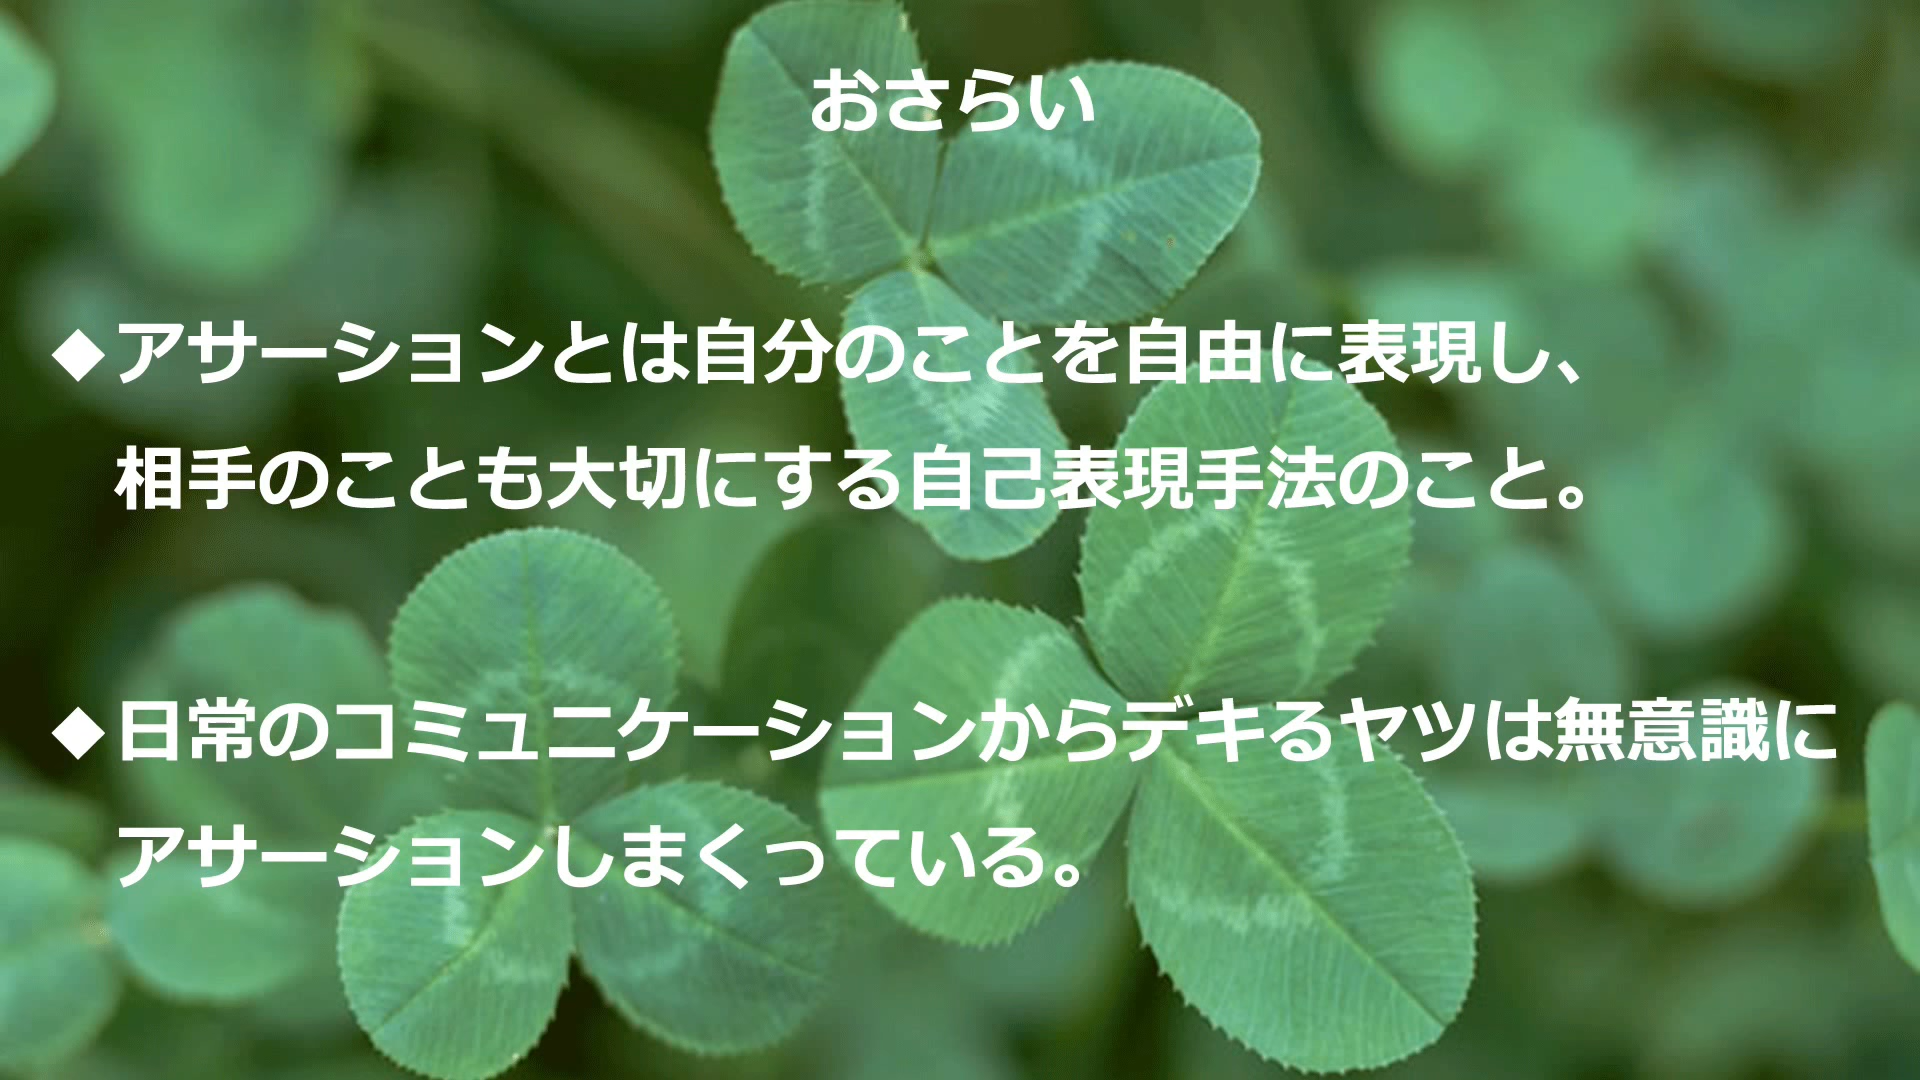 おさらい
◆アサーションとは自分のことを自由に表現し、
相手のことも大切にする自己表現手法のこと。
◆日常のコミュニケーションからデキるヤツは無意識に
アサーションしまくっている。